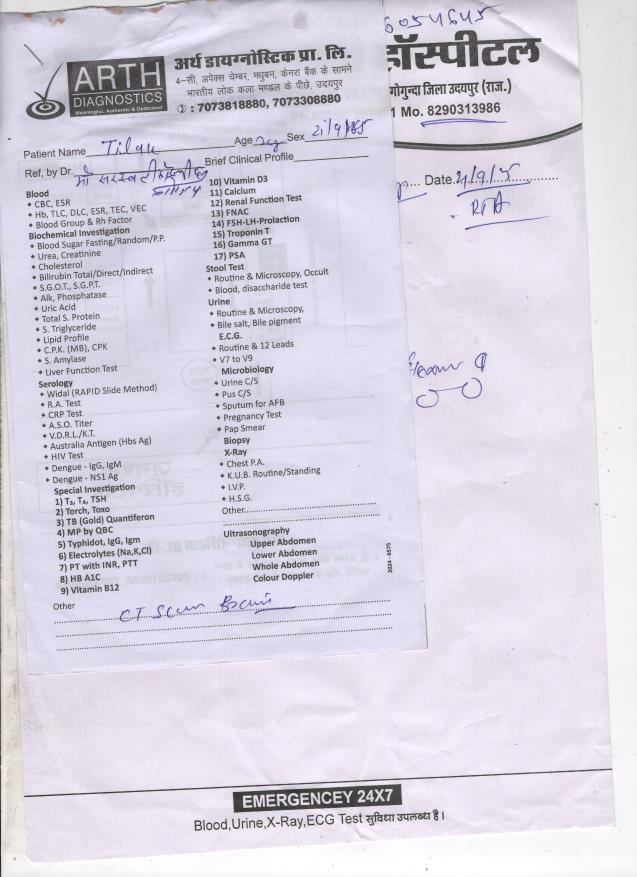 ARTH
DIAGNOSTICS
Meaningful, Authentic & Dedicated
अर्थ डायग्नोस्टिक प्रा. लि.
4-सी, अपेक्स चेम्बर, मधुबन, केनरा बैंक के सामने
भारतीय लोक कला मण्डल के पीछे, उदयपुर
: 7073818880, 7073308880
Patient Name Tilak Age Sex
Ref, by Dr. Brief Clinical Profile
Blood
• CBC, ESR
• Hb, TLC, DLC, ESR, TEC, VEC
• Blood Group & Rh Factor
Biochemical Investigation
• Blood Sugar Fasting/Random/P.P.
• Urea, Creatinine
• Cholesterol
• Bilirubin Total/Direct/Indirect
• S.G.O.T., S.G.P.T.
• Alk, Phosphatase
• Uric Acid
• Total S. Protein
• S. Triglyceride
• Lipid Profile
• C.P.K. (MB), CPK
• S. Amylase
• Liver Function Test
Serology
• Widal (RAPID Slide Method)
• R.A. Test
• CRP Test
• A.S.O. Titer
• V.D.R.L./K.T.
• Australia Antigen (Hbs Ag)
• HIV Test
• Dengue - IgG, IgM
• Dengue - NS1 Ag
Special Investigation
1) T₃, T₄, TSH
2) Torch, Toxo
3) TB (Gold) Quantiferon
4) MP by QBC
5) Typhidot, IgG, Igm
6) Electrolytes (Na,K,Cl)
7) PT with INR, PTT
8) HB A1C
9) Vitamin B12
10) Vitamin D3
11) Calcium
12) Renal Function Test
13) FNAC
14) FSH-LH-Prolaction
15) Troponin T
16) Gamma GT
17) PSA
Stool Test
• Routine & Microscopy, Occult
• Blood, disaccharide test
Urine
• Routine & Microscopy,
• Bile salt, Bile pigment
E.C.G.
• Routine & 12 Leads
• V7 to V9
Microbiology
• Urine C/S
• Pus C/S
• Sputum for AFB
• Pregnancy Test
• Pap Smear
Biopsy
X-Ray
• Chest P.A.
• K.U.B. Routine/Standing
• I.V.P.
• H.S.G.
Other
Ultrasonography
Upper Abdomen
Lower Abdomen
Whole Abdomen
Colour Doppler
2024 - 6575
Other
CT Scan Brain
6054645
हॉस्पीटल
गोगुन्दा जिला उदयपुर (राज.)
1 Mo. 8290313986
Date.
RTA
EMERGENCEY 24X7
Blood,Urine,X-Ray,ECG Test सुविधा उपलब्ध है।